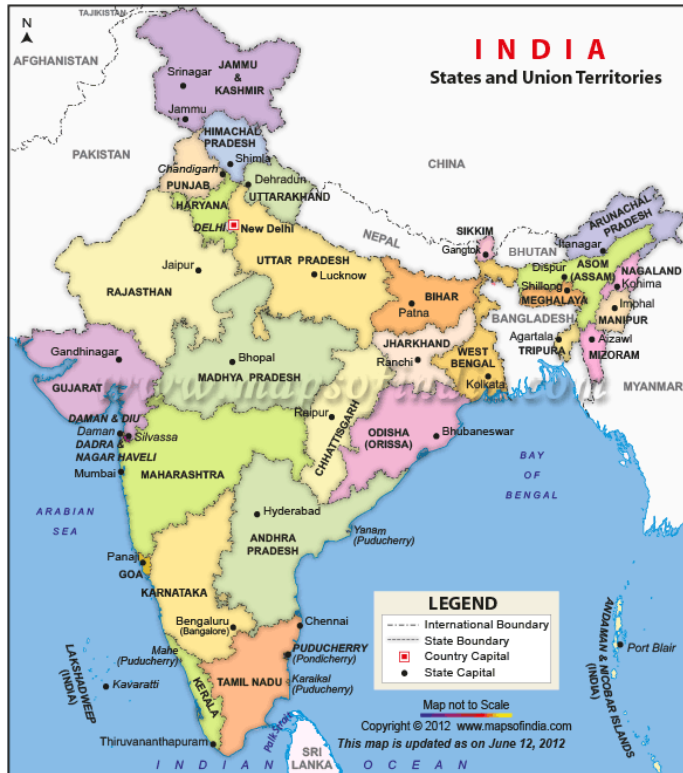 TAJIKISTAN
N
AFGHANISTAN
INDIA
States and Union Territories
JAMMU
&
KASHMIR
Srinagar
Jammu
PAKISTAN
CHINA
HIMACHAL
PRADESH
Shimla
Chandigarh
PUNJAB
Dehradun
UTTARAKHAND
HARYANA
DELHI
New Delhi
NEPAL
SIKKIM
Gangtok
BHUTAN
ARUNACHAL
PRADESH
Itanagar
Jaipur
RAJASTHAN
UTTAR PRADESH
Lucknow
BIHAR
Patna
Dispur
ASOM
(ASSAM)
NAGALAND
Kohima
Shillong
MEGHALAYA
Imphal
MANIPUR
BANGLADESH
Agartala
TRIPURA
Aizawl
MIZORAM
MYANMAR
Gandhinagar
GUJARAT
Bhopal
MADHYA PRADESH
JHARKHAND
Ranchi
WEST
BENGAL
Kolkata
www.mapsofindia.com
Raipur
CHHATTISGARH
ODISHA
(ORISSA)
Bhubaneswar
DAMAN & DIU
Daman
Silvassa
DADRA &
NAGAR HAVELI
Mumbai
MAHARASHTRA
ARABIAN
SEA
BAY
OF
BENGAL
Hyderabad
ANDHRA
PRADESH
Yanam
(Puducherry)
Panaji
GOA
KARNATAKA
Bengaluru
(Bangalore)
Chennai
Mahe
(Puducherry)
PUDUCHERRY
(Pondicherry)
KERALA
TAMIL NADU
Karaikal
(Puducherry)
LAKSHADWEEP
(INDIA)
Kavaratti
Thiruvananthapuram
Palk Strait
SRI
LANKA
INDIAN OCEAN
ANDAMAN & NICOBAR ISLANDS
(INDIA)
Port Blair
LEGEND
International Boundary
State Boundary
Country Capital
State Capital
Map not to Scale
Copyright © 2012 www.mapsofindia.com
This map is updated as on June 12, 2012